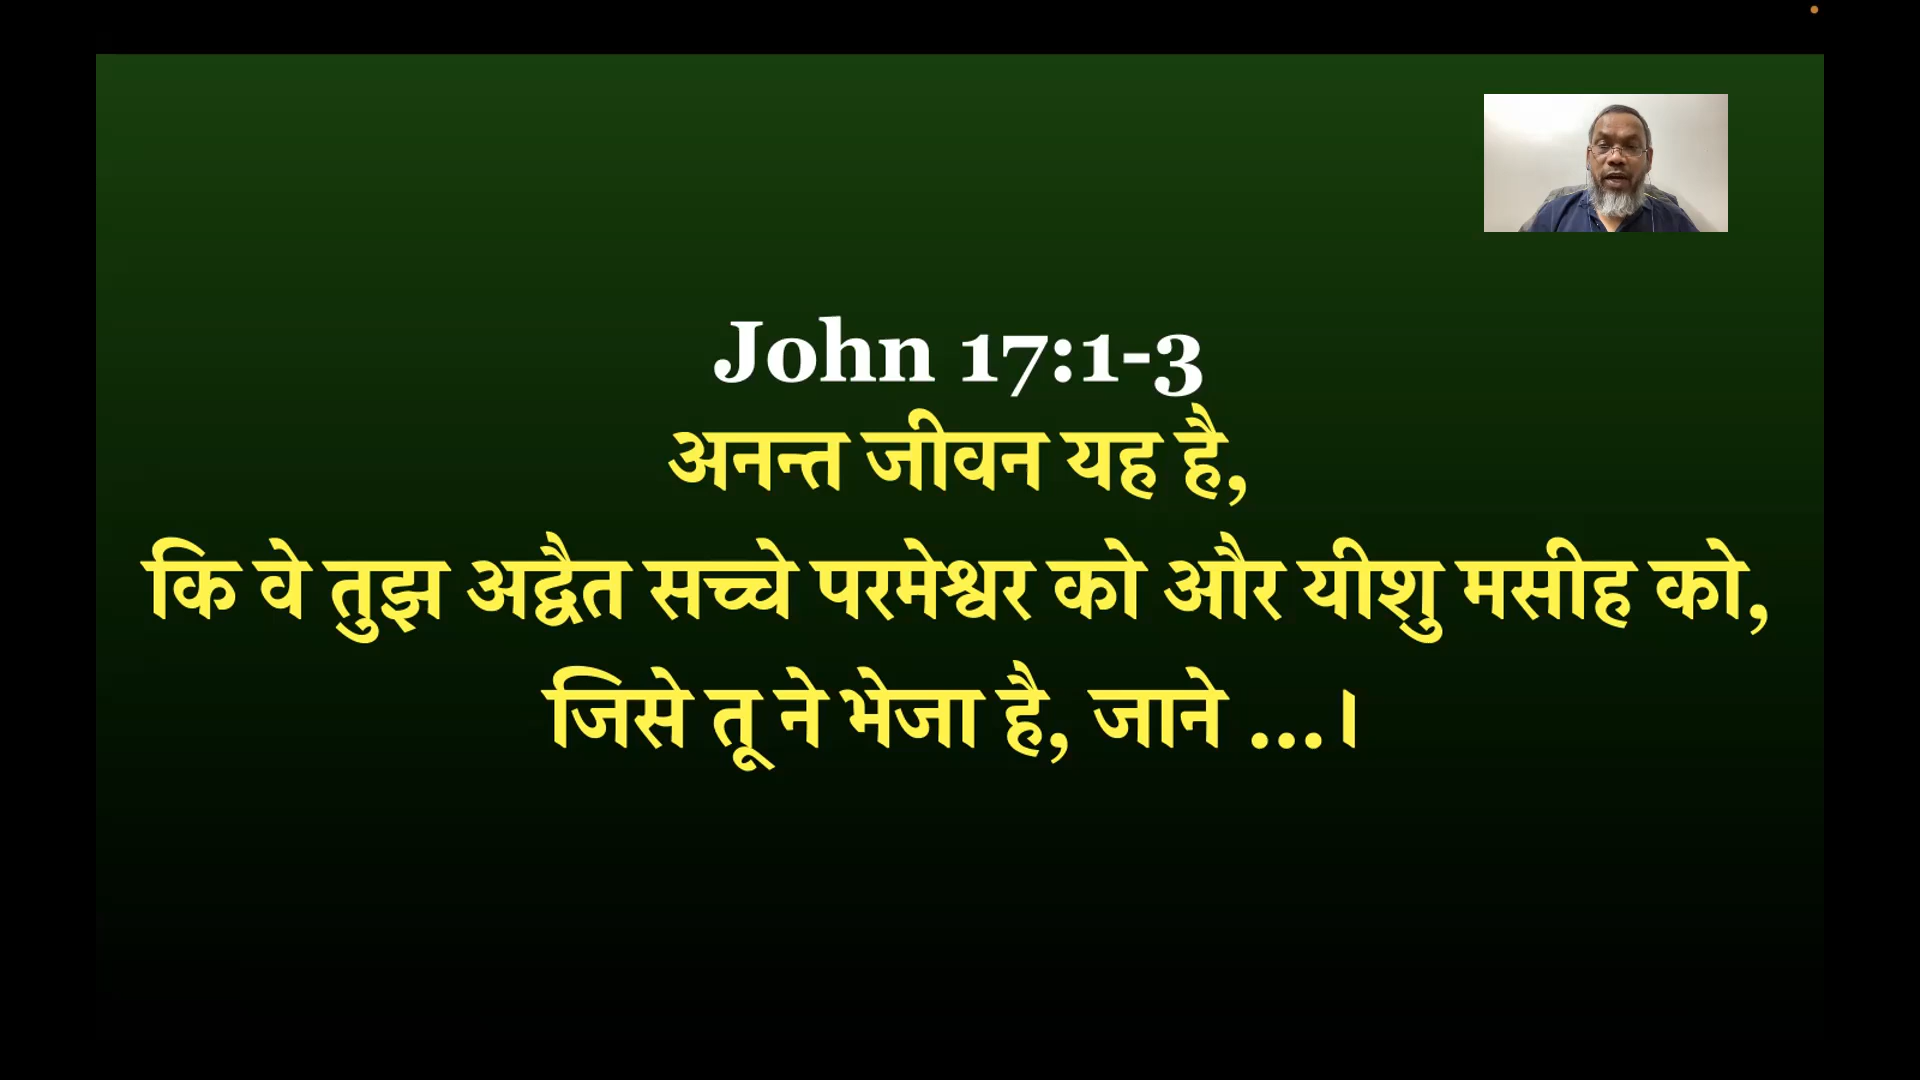 John 17:1-3
अनन्त जीवन यह है,
कि वे तुझ अद्वैत सच्चे परमेश्वर को और यीशु मसीह को,
जिसे तू ने भेजा है, जाने ...।